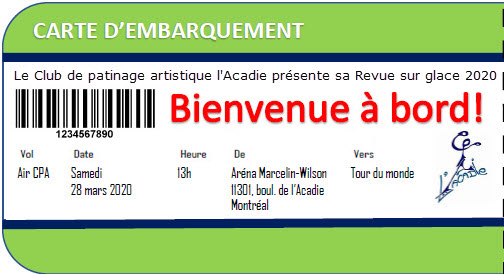 CARTE D'EMBARQUEMENT
Le Club de patinage artistique l'Acadie présente sa Revue sur glace 2020
Bienvenue à bord!
1234567890
Vol Date Heure De Vers
Air CPA Samedi 13h Aréna Marcelin-Wilson Tour du monde
28 mars 2020 11301, boul. de l'Acadie
Montréal
L'Acadie